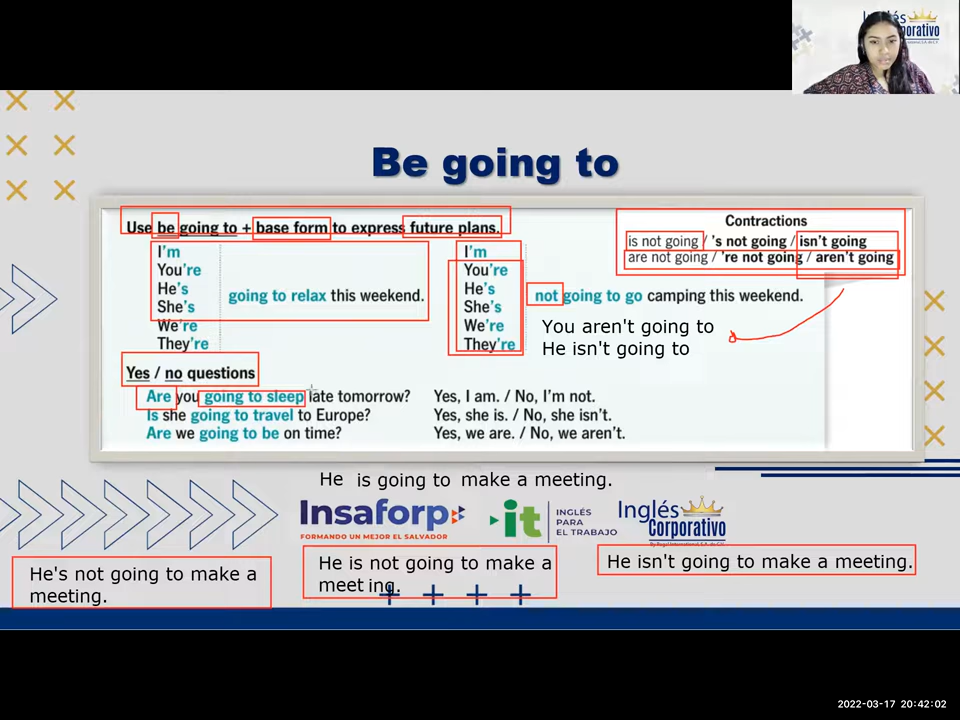 Inglés
Corporativo
Be going to
Use be going to + base form to express future plans.
I'm
You're
He's
She's
We're
They're
going to relax this weekend.
I'm
You're
He's
She's
We're
They're
not going to go camping this weekend.
Contractions
is not going / 's not going / isn't going
are not going / 're not going / aren't going
You aren't going to
He isn't going to
Yes / no questions
Are you going to sleep late tomorrow? Yes, I am. / No, I'm not.
Is she going to travel to Europe? Yes, she is. / No, she isn't.
Are we going to be on time? Yes, we are. / No, we aren't.
He is going to make a meeting.
Insaforp
FORMANDO UN MEJOR EL SALVADOR
it
INGLÉS
PARA
EL TRABAJO
Inglés
Corporativo
He's not going to make a
meeting.
He is not going to make a
meet ing.
He isn't going to make a meeting.
2022-03-17 20:42:02